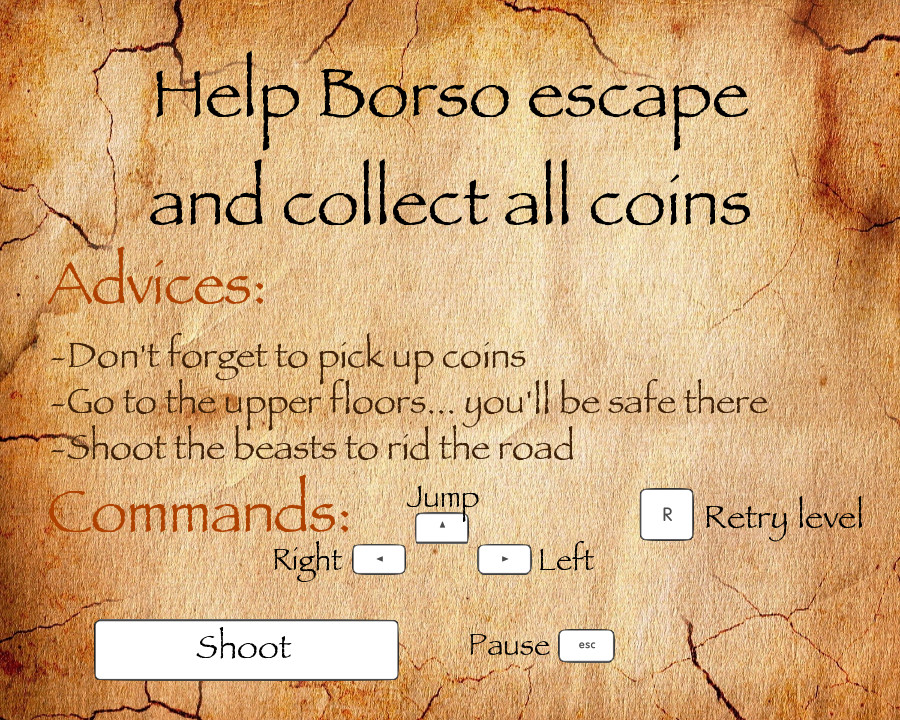 Help Borso escape
and collect all coins
Advices:
-Don't forget to pick up coins
-Go to the upper floors... you'll be safe there
-Shoot the beasts to rid the road
Commands:
Jump
R Retry level
Right Left
Shoot
Pause esc